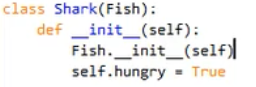 class Shark(Fish):
    def __init__(self):
        Fish.__init__(self)
        self.hungry = True